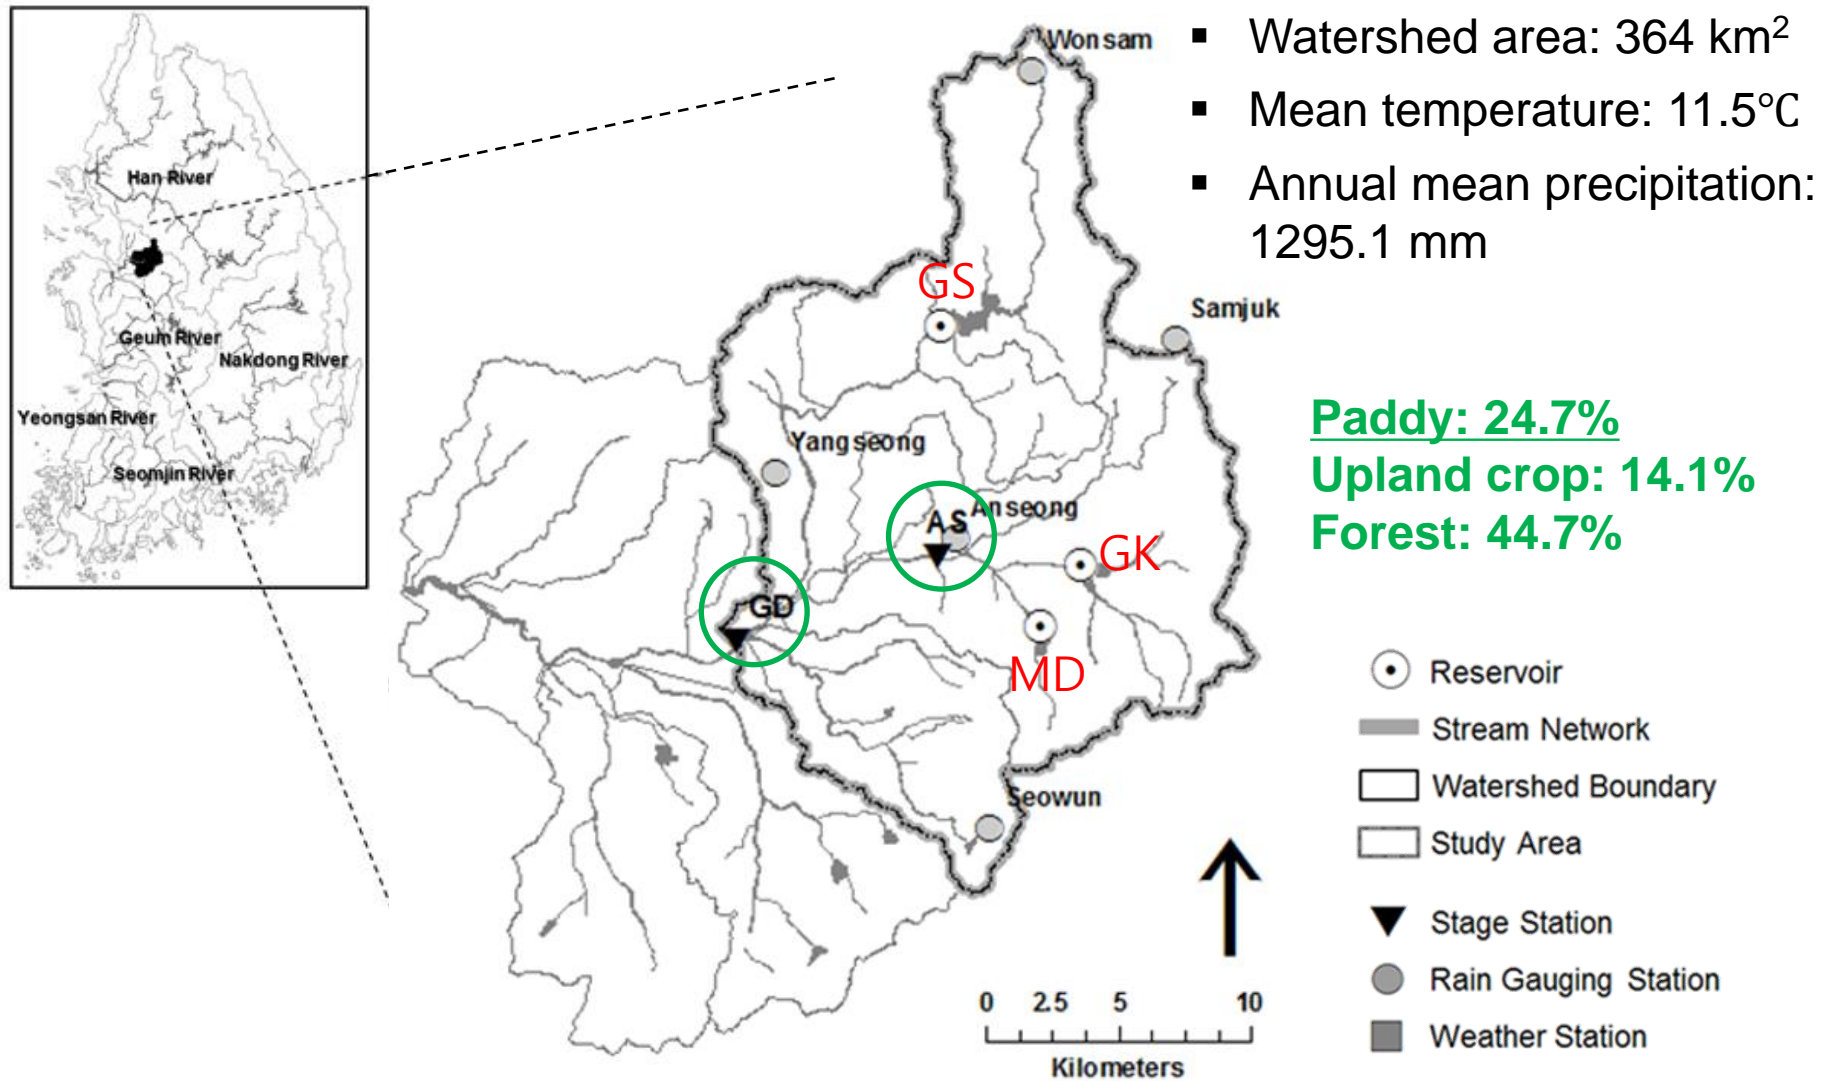 Han River
Geum River
Nakdong River
Yeongsan River
Seomjin River
Wonsam
GS
Samjuk
Yangseong
Anseong
AS
GK
GD
MD
Seowun
▪ Watershed area: 364 km²
▪ Mean temperature: 11.5℃
▪ Annual mean precipitation:
1295.1 mm
Paddy: 24.7%
Upland crop: 14.1%
Forest: 44.7%
Reservoir
Stream Network
Watershed Boundary
Study Area
Stage Station
Rain Gauging Station
Weather Station
0 2.5 5 10
Kilometers